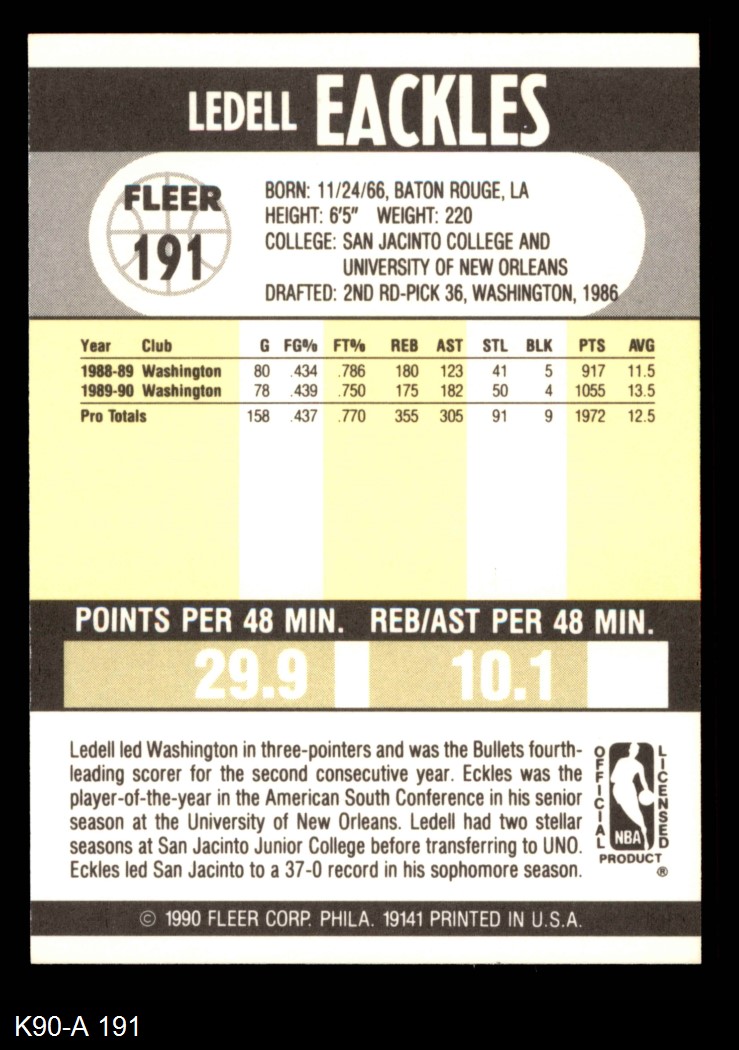 LEDELL EACKLES
FLEER
191
BORN: 11/24/66, BATON ROUGE, LA
HEIGHT: 6'5" WEIGHT: 220
COLLEGE: SAN JACINTO COLLEGE AND
UNIVERSITY OF NEW ORLEANS
DRAFTED: 2ND RD-PICK 36, WASHINGTON, 1986
Year Club G FG% FT% REB AST STL BLK PTS AVG
1988-89 Washington 80 .434 .786 180 123 41 5 917 11.5
1989-90 Washington 78 .439 .750 175 182 50 4 1055 13.5
Pro Totals 158 .437 .770 355 305 91 9 1972 12.5
POINTS PER 48 MIN. REB/AST PER 48 MIN.
29.9 10.1
Ledell led Washington in three-pointers and was the Bullets fourth-
leading scorer for the second consecutive year. Eckles was the
player-of-the-year in the American South Conference in his senior
season at the University of New Orleans. Ledell had two stellar
seasons at San Jacinto Junior College before transferring to UNO.
Eckles led San Jacinto to a 37-0 record in his sophomore season.
OFFICIAL
LICENSED
NBA
PRODUCT
®
© 1990 FLEER CORP. PHILA. 19141 PRINTED IN U.S.A.
K90-A 191